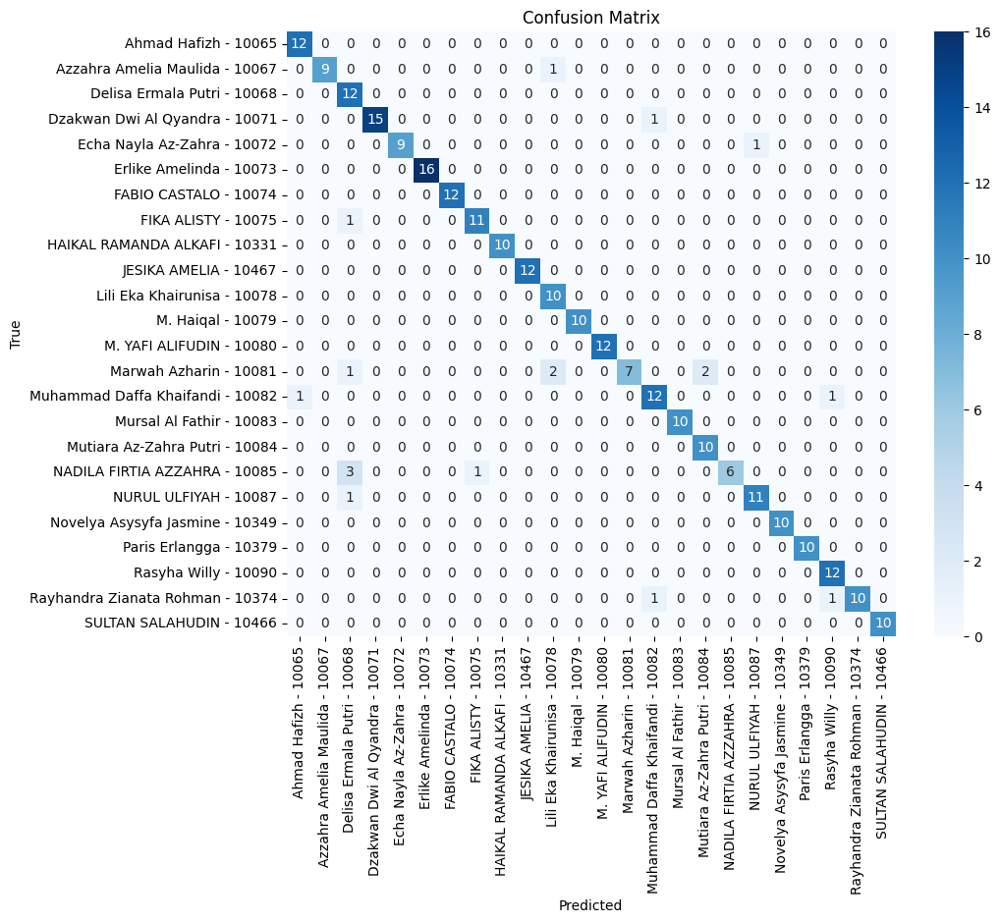 Confusion Matrix
Ahmad Hafizh - 10065 12 0 0 0 0 0 0 0 0 0 0 0 0 0 0 0 0 0 0 0 0 0 0 0
Azzahra Amelia Maulida - 10067 0 9 0 0 0 0 0 0 0 0 1 0 0 0 0 0 0 0 0 0 0 0 0 0
Delisa Ermala Putri - 10068 0 0 12 0 0 0 0 0 0 0 0 0 0 0 0 0 0 0 0 0 0 0 0 0
Dzakwan Dwi Al Qyandra - 10071 0 0 0 15 0 0 0 0 0 0 0 0 0 0 1 0 0 0 0 0 0 0 0 0
Echa Nayla Az-Zahra - 10072 0 0 0 0 9 0 0 0 0 0 0 0 0 0 0 0 0 0 1 0 0 0 0 0
Erlike Amelinda - 10073 0 0 0 0 0 16 0 0 0 0 0 0 0 0 0 0 0 0 0 0 0 0 0 0
FABIO CASTALO - 10074 0 0 0 0 0 0 12 0 0 0 0 0 0 0 0 0 0 0 0 0 0 0 0 0
FIKA ALISTY - 10075 0 0 1 0 0 0 0 11 0 0 0 0 0 0 0 0 0 0 0 0 0 0 0 0
HAIKAL RAMANDA ALKAFI - 10331 0 0 0 0 0 0 0 0 10 0 0 0 0 0 0 0 0 0 0 0 0 0 0 0
JESIKA AMELIA - 10467 0 0 0 0 0 0 0 0 0 12 0 0 0 0 0 0 0 0 0 0 0 0 0 0
Lili Eka Khairunisa - 10078 0 0 0 0 0 0 0 0 0 0 10 0 0 0 0 0 0 0 0 0 0 0 0 0
M. Haiqal - 10079 0 0 0 0 0 0 0 0 0 0 0 10 0 0 0 0 0 0 0 0 0 0 0 0
M. YAFI ALIFUDIN - 10080 0 0 0 0 0 0 0 0 0 0 0 0 12 0 0 0 0 0 0 0 0 0 0 0
Marwah Azharin - 10081 0 0 1 0 0 0 0 0 0 0 2 0 0 7 0 0 2 0 0 0 0 0 0 0
Muhammad Daffa Khaifandi - 10082 1 0 0 0 0 0 0 0 0 0 0 0 0 0 12 0 0 0 0 0 0 1 0 0
Mursal Al Fathir - 10083 0 0 0 0 0 0 0 0 0 0 0 0 0 0 0 10 0 0 0 0 0 0 0 0
Mutiara Az-Zahra Putri - 10084 0 0 0 0 0 0 0 0 0 0 0 0 0 0 0 0 10 0 0 0 0 0 0 0
NADILA FIRTIA AZZAHRA - 10085 0 0 3 0 0 0 0 1 0 0 0 0 0 0 0 0 0 6 0 0 0 0 0 0
NURUL ULFIYAH - 10087 0 0 1 0 0 0 0 0 0 0 0 0 0 0 0 0 0 0 11 0 0 0 0 0
Novelya Asysyfa Jasmine - 10349 0 0 0 0 0 0 0 0 0 0 0 0 0 0 0 0 0 0 0 10 0 0 0 0
Paris Erlangga - 10379 0 0 0 0 0 0 0 0 0 0 0 0 0 0 0 0 0 0 0 0 10 0 0 0
Rasyha Willy - 10090 0 0 0 0 0 0 0 0 0 0 0 0 0 0 0 0 0 0 0 0 0 12 0 0
Rayhandra Zianata Rohman - 10374 0 0 0 0 0 0 0 0 0 0 0 0 0 0 1 0 0 0 0 0 0 1 10 0
SULTAN SALAHUDIN - 10466 0 0 0 0 0 0 0 0 0 0 0 0 0 0 0 0 0 0 0 0 0 0 0 10
True
Ahmad Hafizh - 10065
Azzahra Amelia Maulida - 10067
Delisa Ermala Putri - 10068
Dzakwan Dwi Al Qyandra - 10071
Echa Nayla Az-Zahra - 10072
Erlike Amelinda - 10073
FABIO CASTALO - 10074
FIKA ALISTY - 10075
HAIKAL RAMANDA ALKAFI - 10331
JESIKA AMELIA - 10467
Lili Eka Khairunisa - 10078
M. Haiqal - 10079
M. YAFI ALIFUDIN - 10080
Marwah Azharin - 10081
Muhammad Daffa Khaifandi - 10082
Mursal Al Fathir - 10083
Mutiara Az-Zahra Putri - 10084
NADILA FIRTIA AZZAHRA - 10085
NURUL ULFIYAH - 10087
Novelya Asysyfa Jasmine - 10349
Paris Erlangga - 10379
Rasyha Willy - 10090
Rayhandra Zianata Rohman - 10374
SULTAN SALAHUDIN - 10466
Predicted
16
14
12
10
8
6
4
2
0